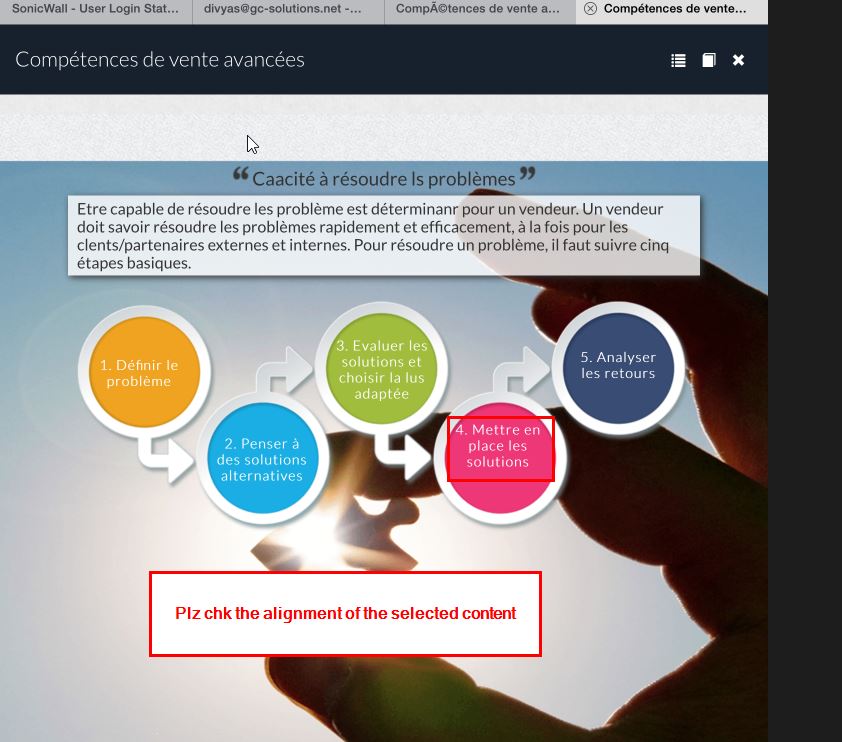 SonicWall - User Login Stat...
divyas@gc-solutions.net -...
CompÃ©tences de vente a...
Compétences de vente...
Compétences de vente avancées
“ Caacité à résoudre ls problèmes ”
Etre capable de résoudre les problème est déterminanr pour un vendeur. Un vendeur
doit savoir résoudre les problèmes rapidement et efficacement, à la fois pour les
clents/partenaires externes et internes. Pour résoudre un problème, il faut suivre cinq
étapes basiques.
1. Définir le
problème
2. Penser à
des solutions
alternatives
3. Evaluer les
solutions et
choisir la lus
adaptée
4. Mettre en
place les
solutions
5. Analyser
les retours
Plz chk the alignment of the selected content